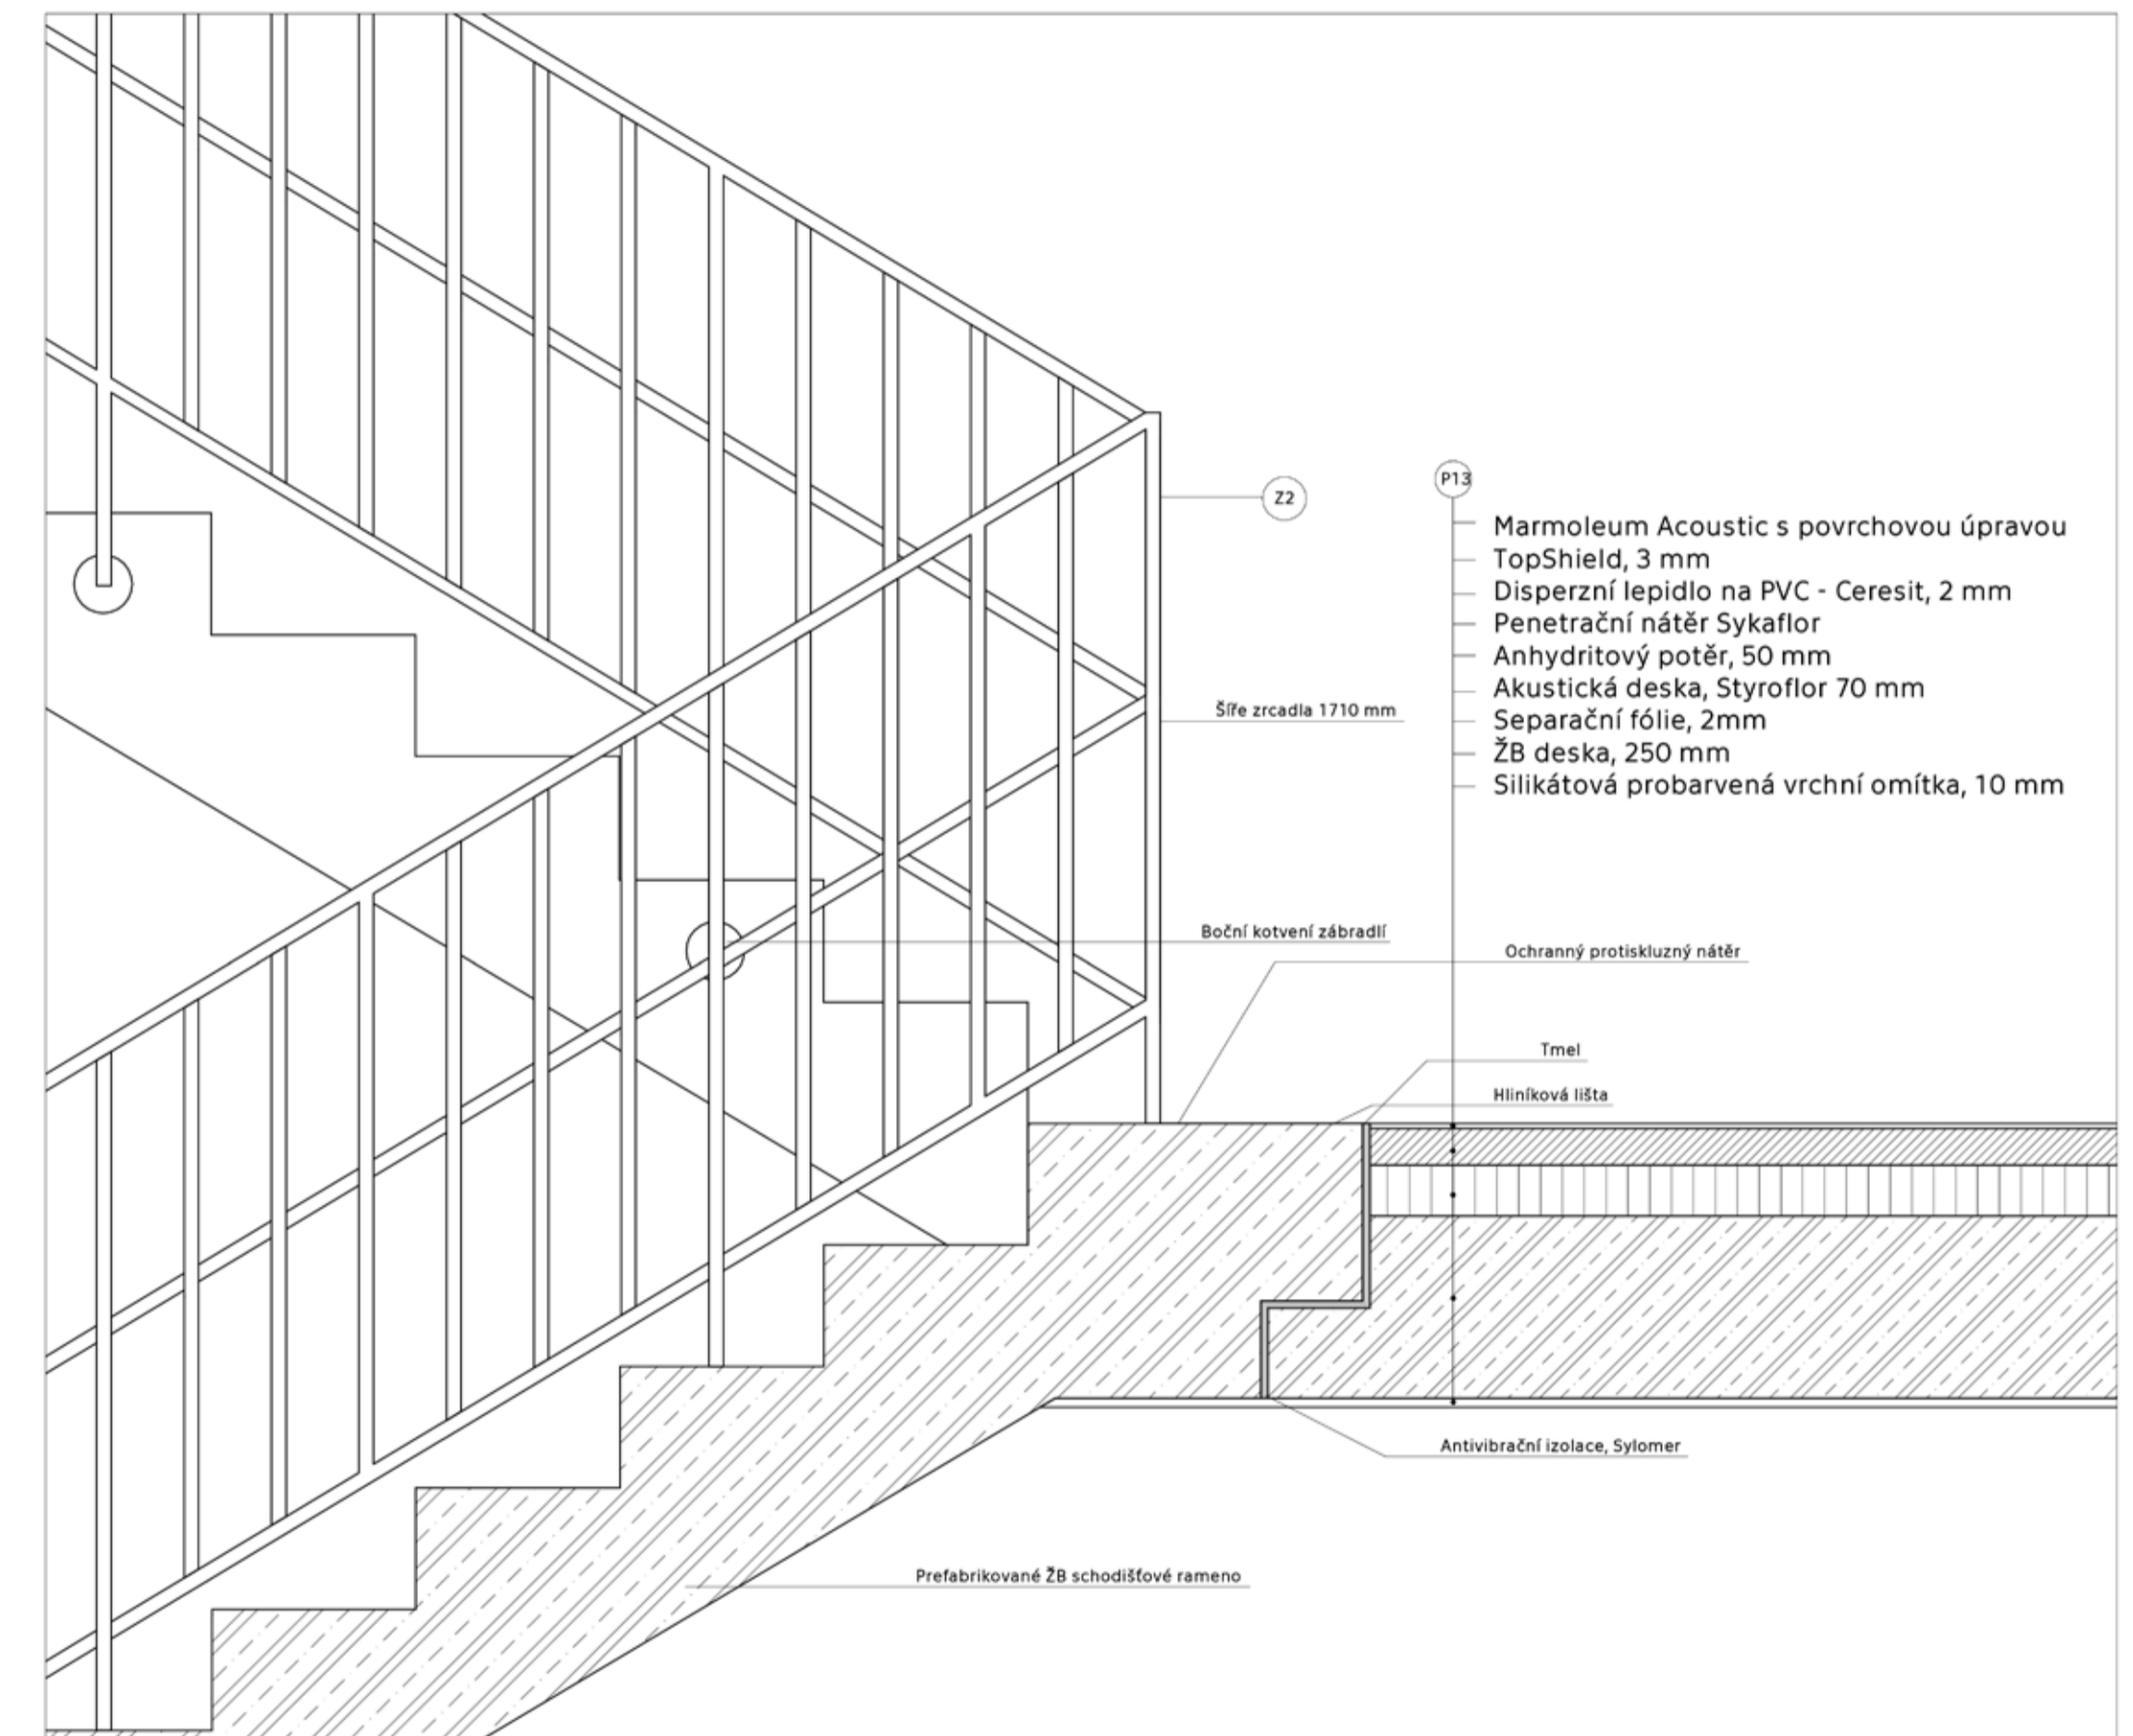 Z2
P13
Marmoleum Acoustic s povrchovou úpravou
TopShield, 3 mm
Disperzní lepidlo na PVC - Ceresit, 2 mm
Penetrační nátěr Sykaflor
Anhydritový potěr, 50 mm
Akustická deska, Styroflor 70 mm
Separační fólie, 2mm
ŽB deska, 250 mm
Silikátová probarvená vrchní omítka, 10 mm
Šíře zrcadla 1710 mm
Boční kotvení zábradlí
Ochranný protiskluzný nátěr
Tmel
Hliníková lišta
Antivibrační izolace, Sylomer
Prefabrikované ŽB schodišťové rameno